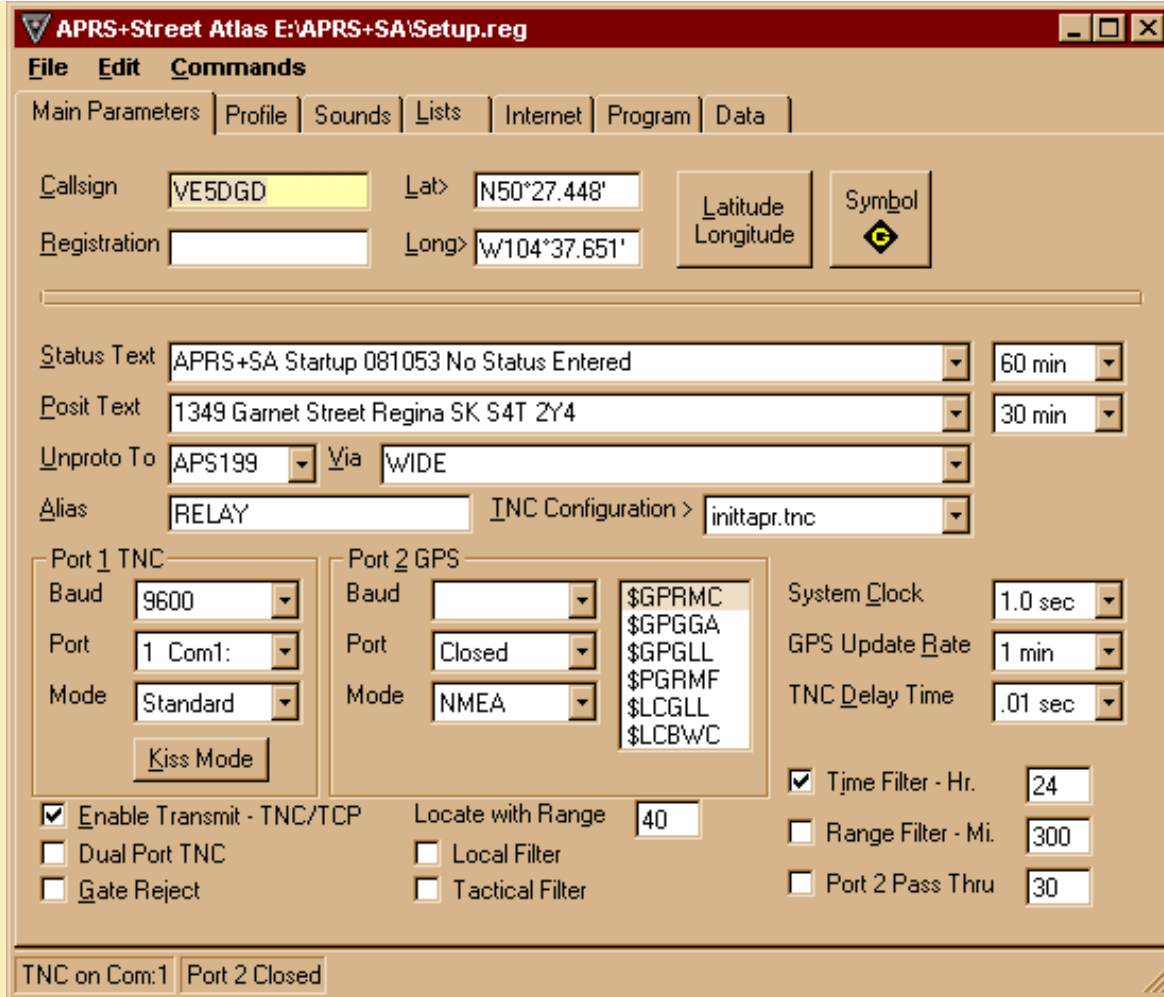 APRS+Street Atlas E:\APRS+SA\Setup.reg
File Edit Commands
Main Parameters Profile Sounds Lists Internet Program Data
Callsign VE5DGD Lat> N50°27.448' Latitude Longitude Symbol
G
Registration Long> W104°37.651'
Status Text APRS+SA Startup 081053 No Status Entered 60 min
Posit Text 1349 Garnet Street Regina SK S4T 2Y4 30 min
Unproto To APS199 Via WIDE
Alias RELAY TNC Configuration > inittapr.tnc
Port 1 TNC Port 2 GPS
Baud 9600 Baud $GPRMC System Clock 1.0 sec
$GPGGA
Port 1 Com1: Port Closed $GPGLL GPS Update Rate 1 min
$PGRMF
Mode Standard Mode NMEA $LCGLL TNC Delay Time .01 sec
$LCBWC
Kiss Mode
Time Filter - Hr. 24
Enable Transmit - TNC/TCP Locate with Range 40
Range Filter - Mi. 300
Dual Port TNC Local Filter
Port 2 Pass Thru 30
Gate Reject Tactical Filter
TNC on Com:1 Port 2 Closed